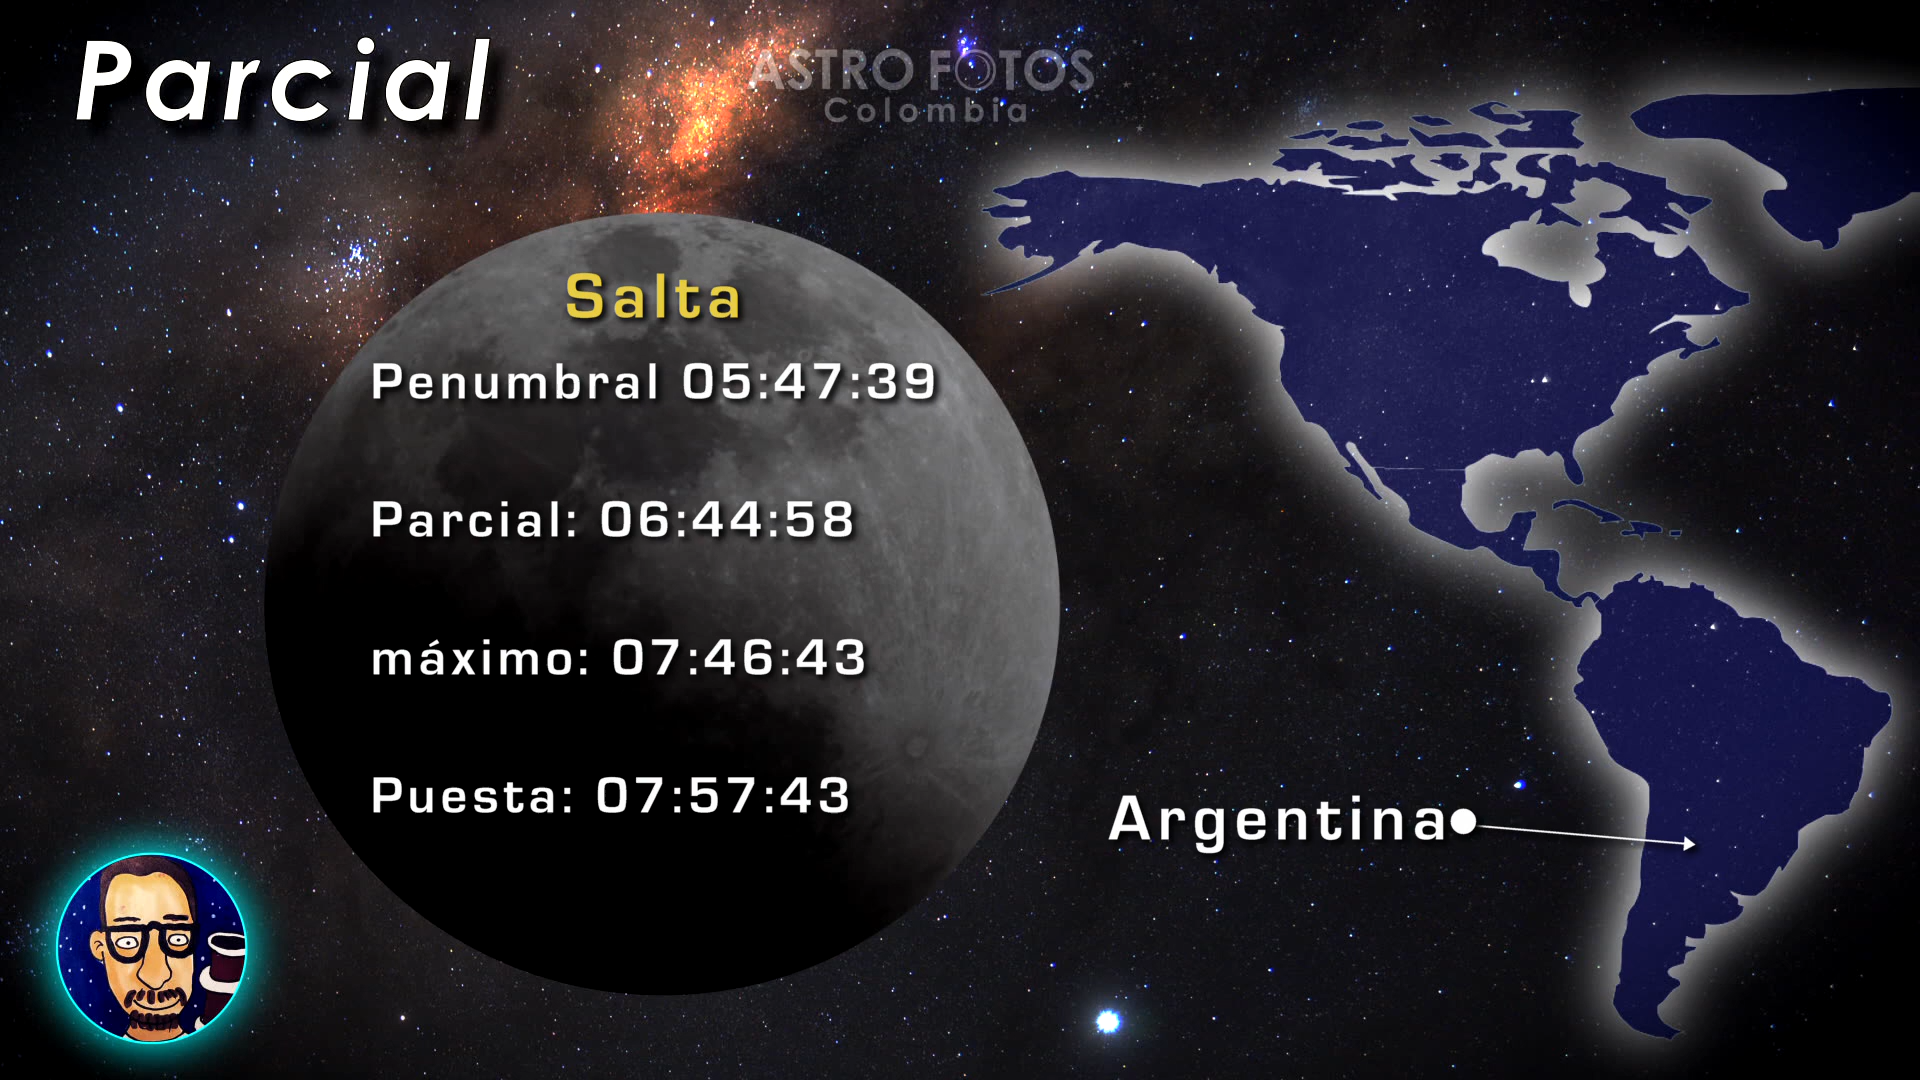 Parcial
ASTRO FOTOS
Colombia
Salta
Penumbral 05:47:39
Parcial: 06:44:58
máximo: 07:46:43
Puesta: 07:57:43
Argentina